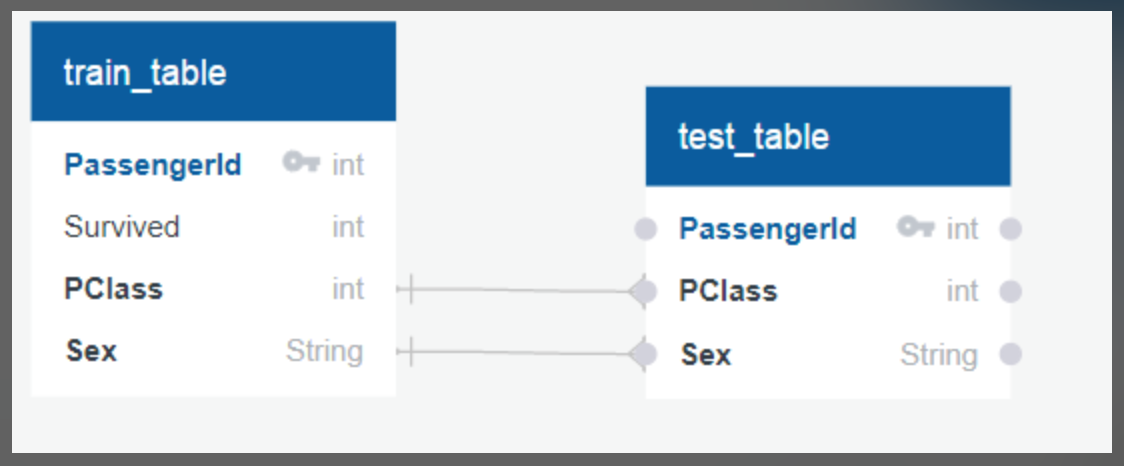 train_table
PassengerId int
Survived int
PClass int
Sex String
test_table
PassengerId int
PClass int
Sex String